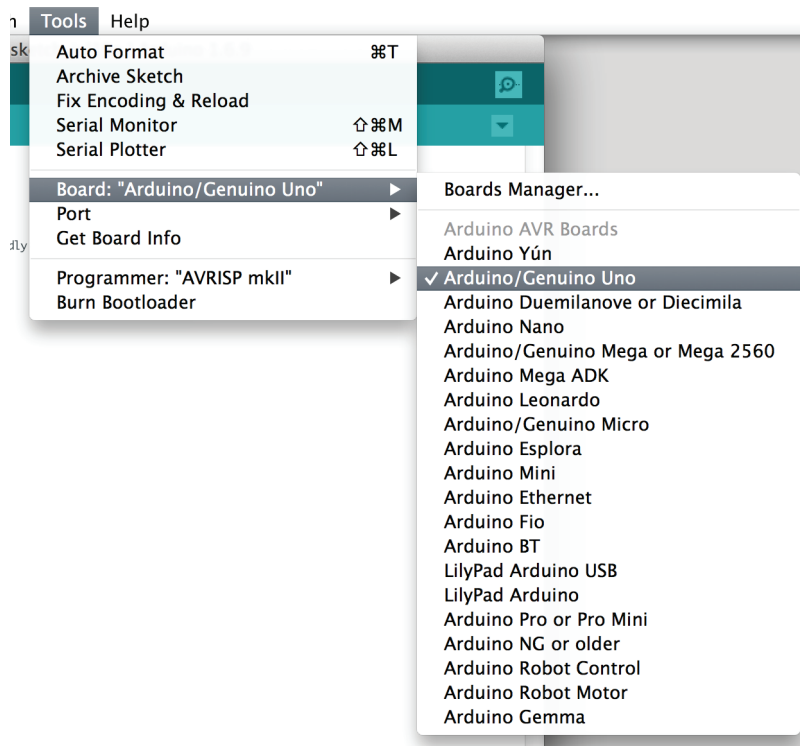 Tools Help
Auto Format ⌘T
Archive Sketch
Fix Encoding & Reload
Serial Monitor ⇧⌘M
Serial Plotter ⇧⌘L
Board: "Arduino/Genuino Uno"
Port
Get Board Info
Programmer: "AVRISP mkII"
Burn Bootloader
Boards Manager...
Arduino AVR Boards
Arduino Yún
✓ Arduino/Genuino Uno
Arduino Duemilanove or Diecimila
Arduino Nano
Arduino/Genuino Mega or Mega 2560
Arduino Mega ADK
Arduino Leonardo
Arduino/Genuino Micro
Arduino Esplora
Arduino Mini
Arduino Ethernet
Arduino Fio
Arduino BT
LilyPad Arduino USB
LilyPad Arduino
Arduino Pro or Pro Mini
Arduino NG or older
Arduino Robot Control
Arduino Robot Motor
Arduino Gemma